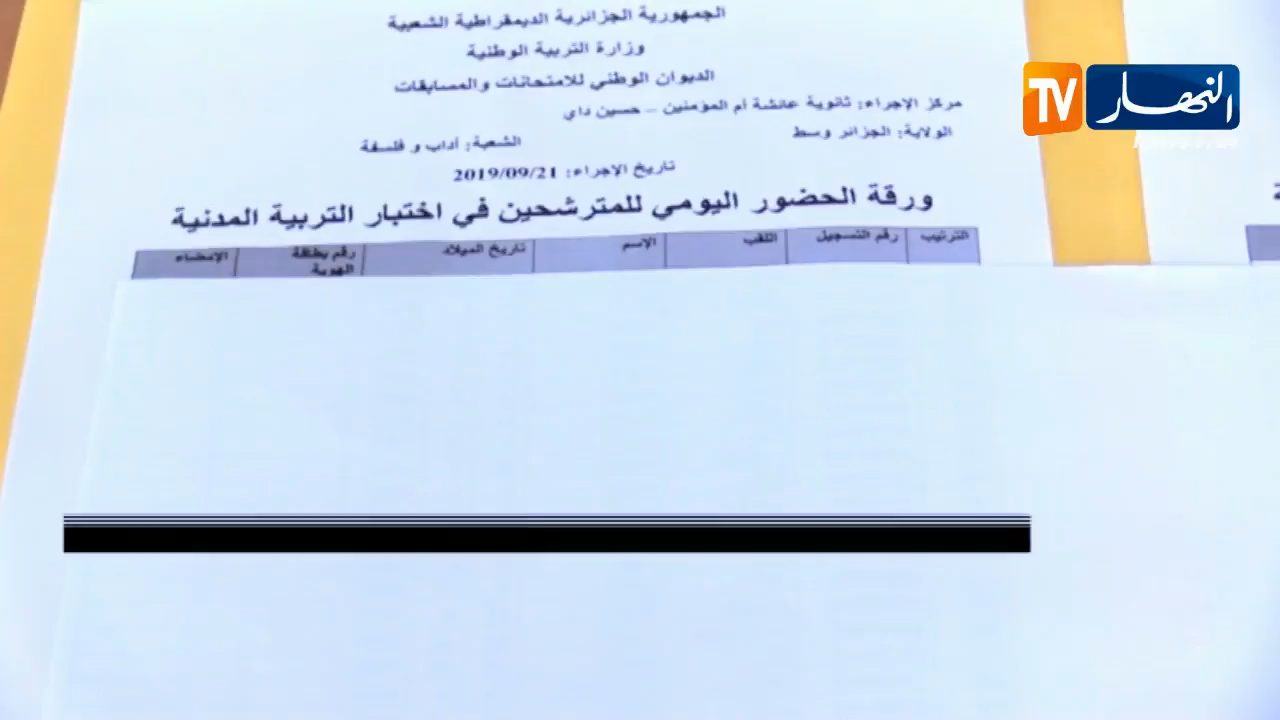 الجمهورية الجزائرية الديمقراطية الشعبية
وزارة التربية الوطنية
الديوان الوطني للامتحانات والمسابقات
مركز الإجراء: ثانوية عائشة أم المؤمنين – حسين داي
الولاية: الجزائر وسط الشعبة: آداب و فلسفة
تاريخ الإجراء: 2019/09/21
ورقة الحضور اليومي للمترشحين في اختبار التربية المدنية
الترتيب رقم التسجيل اللقب الإسم تاريخ الميلاد رقم بطاقة الهوية الإمضاء
النهار TV